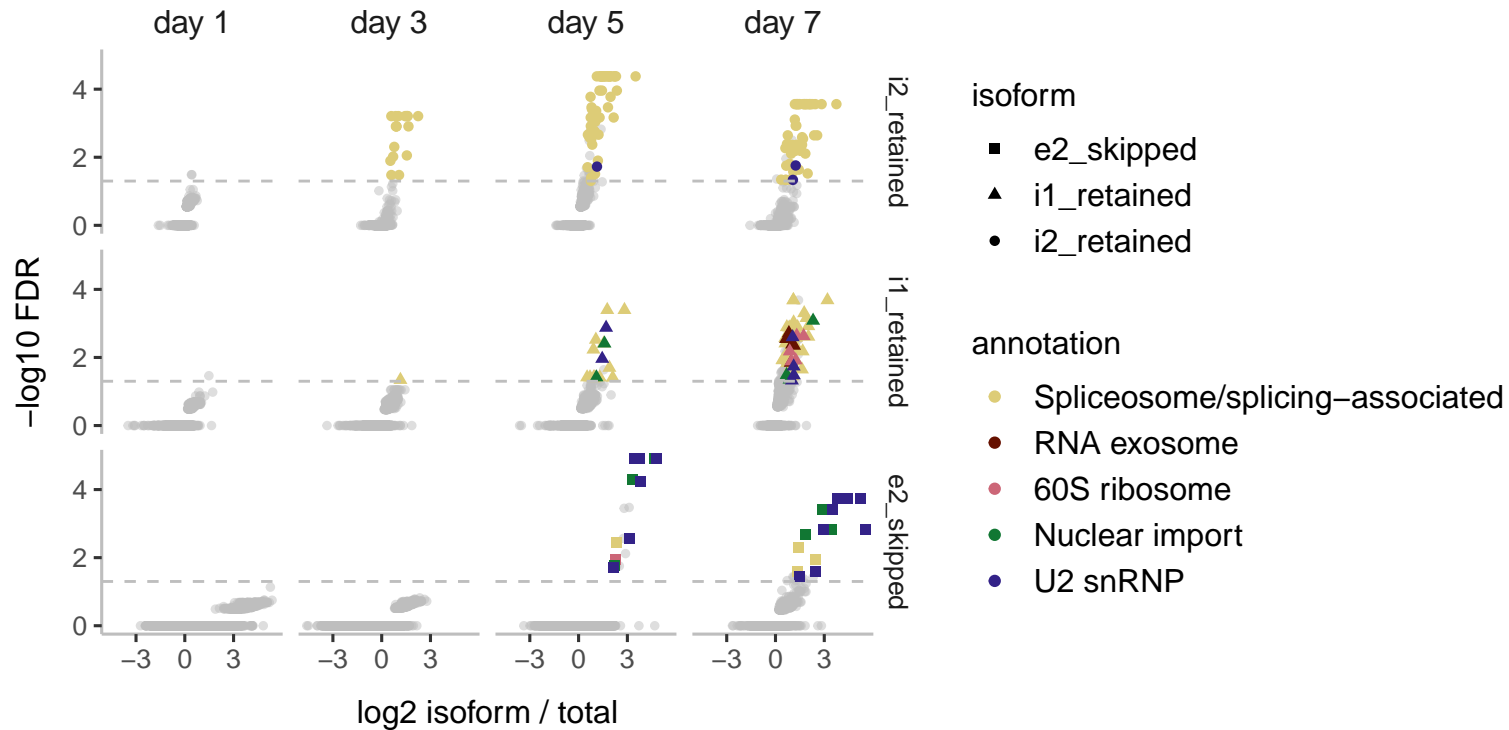 day 1 day 3 day 5 day 7
4
2
0
i2_retained
4
2
0
i1_retained
4
2
0
e2_skipped
−log10 FDR
−3 0 3 −3 0 3 −3 0 3 −3 0 3
log2 isoform / total
isoform
e2_skipped
i1_retained
i2_retained
annotation
Spliceosome/splicing−associated
RNA exosome
60S ribosome
Nuclear import
U2 snRNP